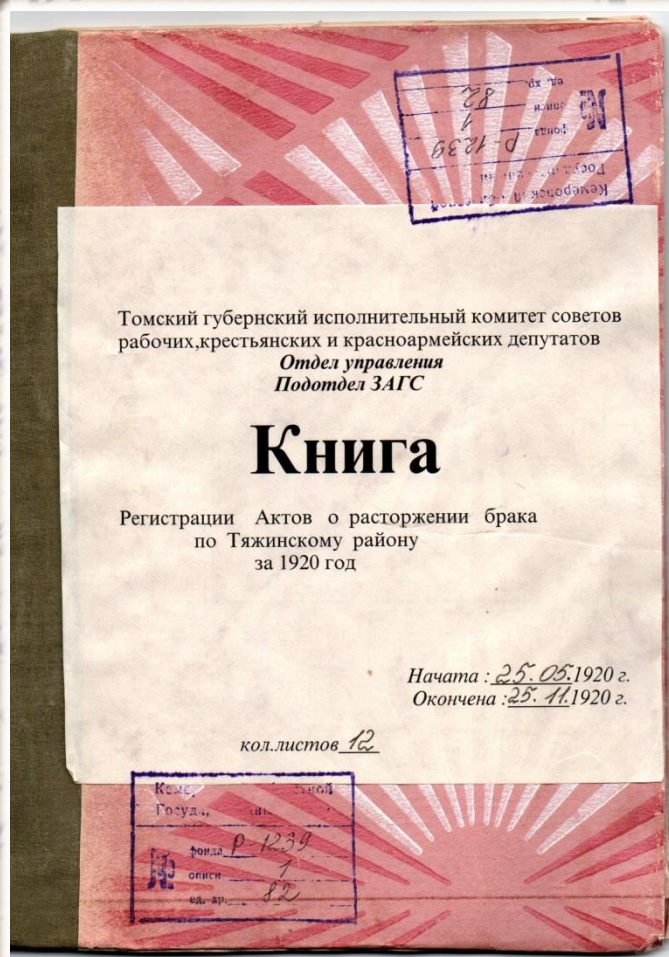 ед. хр. 82
описи 1
№ фонда Р-1239
Томский губернский исполнительный комитет советов
рабочих,крестьянских и красноармейских депутатов
Отдел управления
Подотдел ЗАГС
Книга
Регистрации Актов о расторжении брака
по Тяжинскому району
за 1920 год
Начата : 25.05.1920 г.
Окончена :25.11.1920 г.
кол.листов 12
фонда Р-1239
№ описи 1
ед. хр. 82